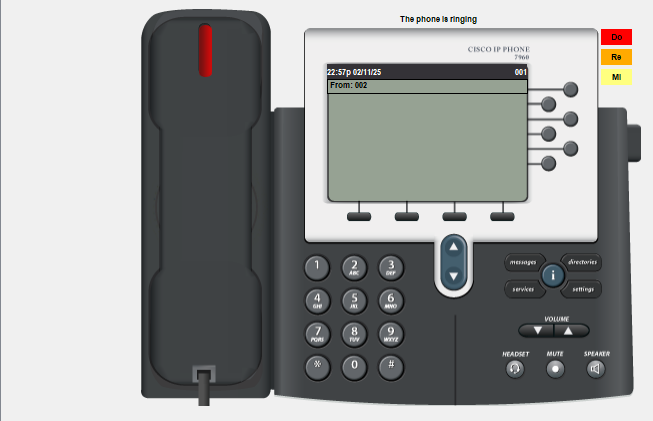 The phone is ringing
CISCO IP PHONE
7960
Do
Re
MI
22:57p 02/11/25 001
From: 002
1
2 ABC
3 DEF
4 GHI
5 JKL
6 MNO
7 PQRS
8 TUV
9 WXYZ
* 0 #
messages
directories
i
services
settings
VOLUME
HEADSET MUTE SPEAKER